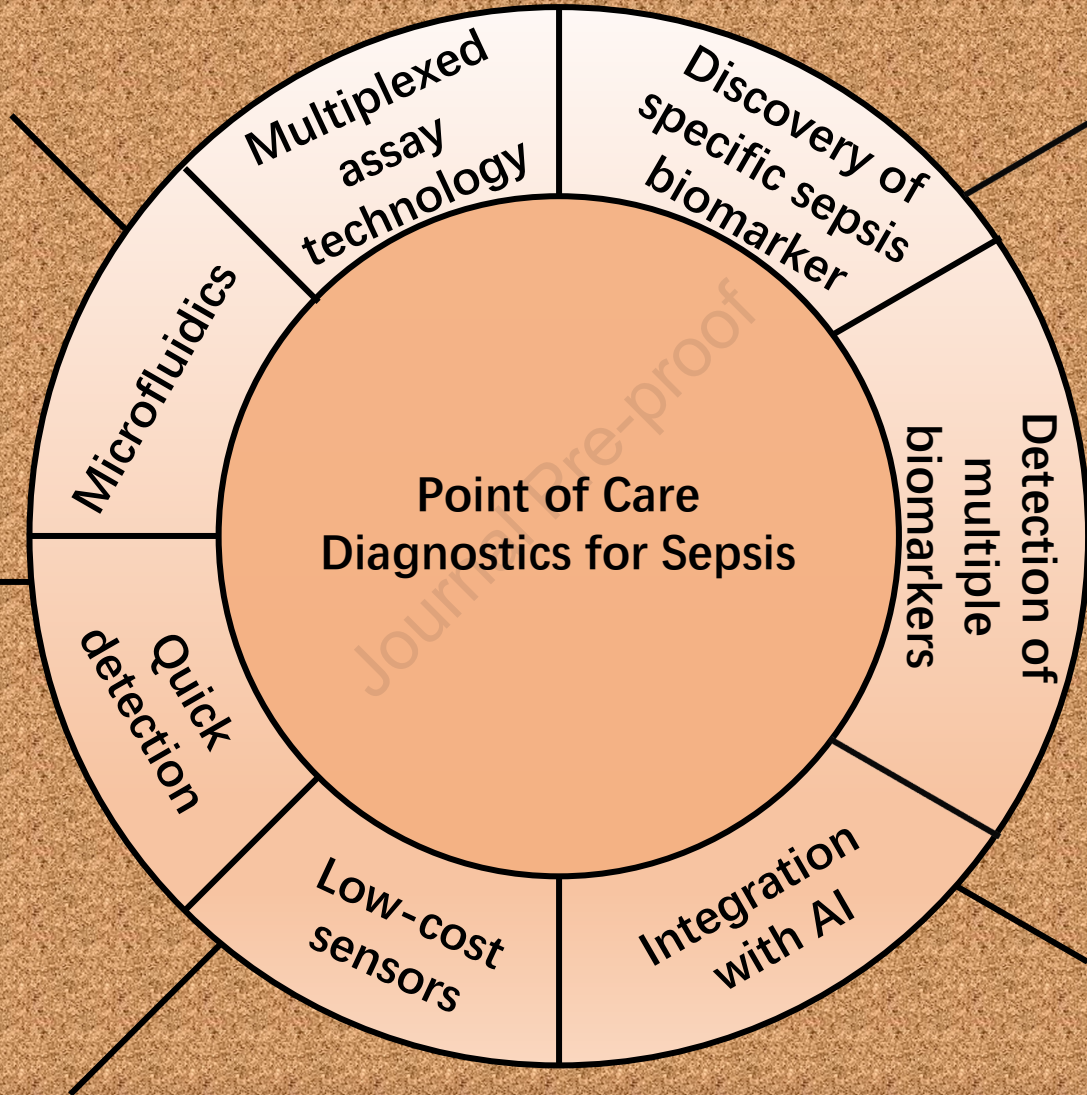 Multiplexed
assay
technology
Discovery of
specific sepsis
biomarker
Detection of
multiple
biomarkers
Integration
with AI
Low-cost
sensors
Quick
detection
Microfluidics
Point of Care
Diagnostics for Sepsis
Journal Pre-proof